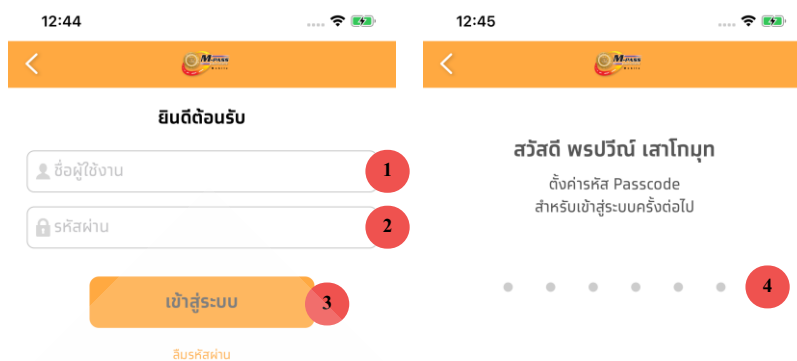 12:44
M-PASS
ยินดีต้อนรับ
ชื่อผู้ใช้งาน
1
รหัสผ่าน
2
เข้าสู่ระบบ
3
ลืมรหัสผ่าน
12:45
M-PASS
สวัสดี พรปวีณ์ เสาโกมุท
ตั้งค่ารหัส Passcode
สำหรับเข้าสู่ระบบครั้งต่อไป
4